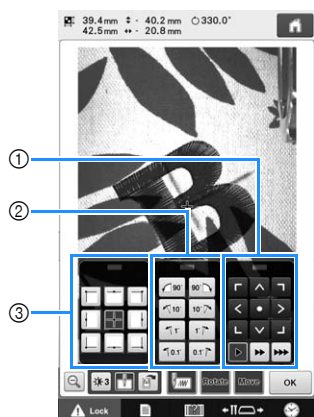 39.4mm ↕ - 40.2 mm 330.0°
42.5mm ↔ - 20.8 mm
①
②
③
90° 90°
10° 10°
1° 1°
0.1° 0.1°
3 Rotate Move OK
Lock